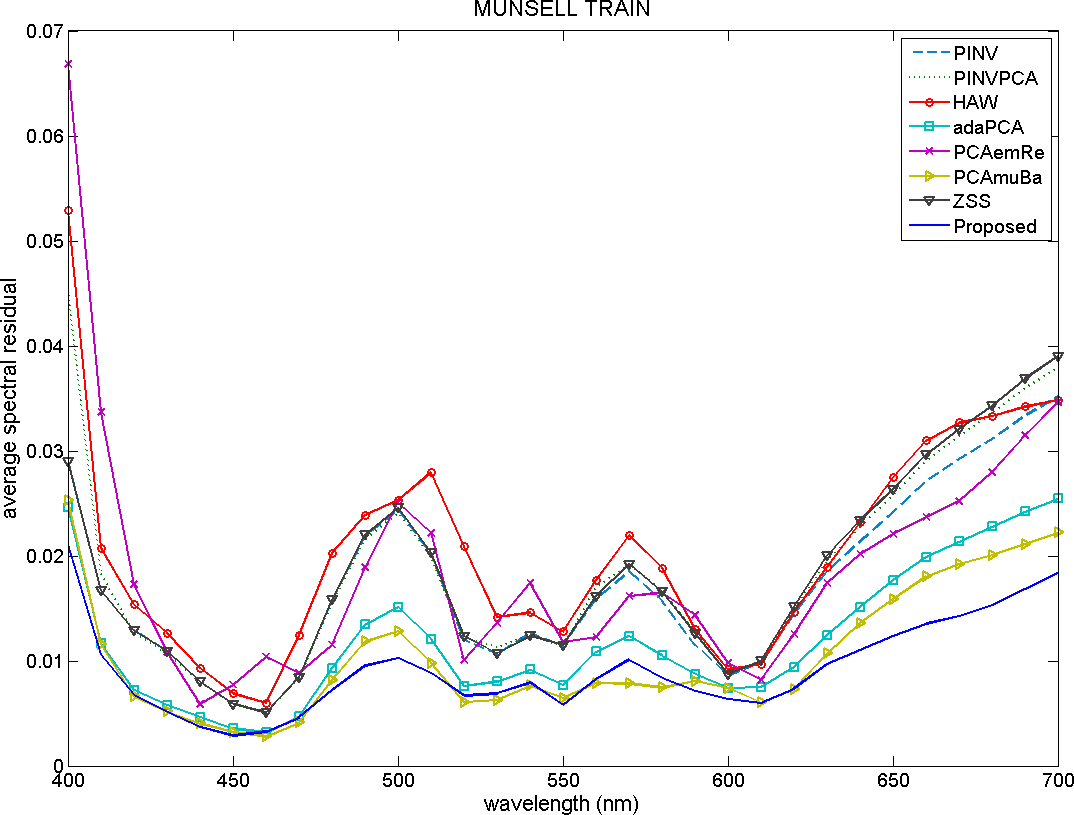 MUNSELL TRAIN
0.07
0.06
0.05
0.04
0.03
0.02
0.01
0
average spectral residual
PINV
PINVPCA
HAW
adaPCA
PCAemRe
PCAmuBa
ZSS
Proposed
400 450 500 550 600 650 700
wavelength (nm)